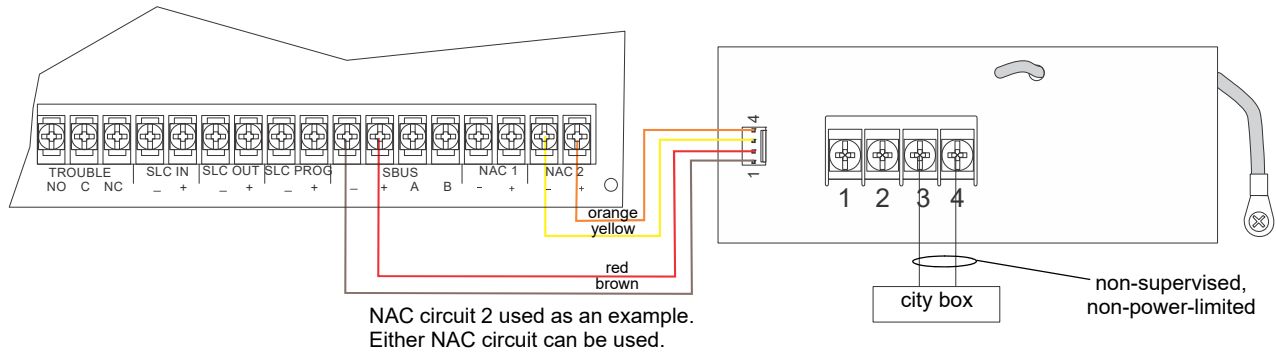 TROUBLE SLC IN SLC OUT SLC PROG SBUS NAC 1 NAC 2
NO C NC – + – + – + – + A B – + – +
orange
yellow
red
brown
NAC circuit 2 used as an example.
Either NAC circuit can be used.
4
1
1 2 3 4
city box
non-supervised,
non-power-limited